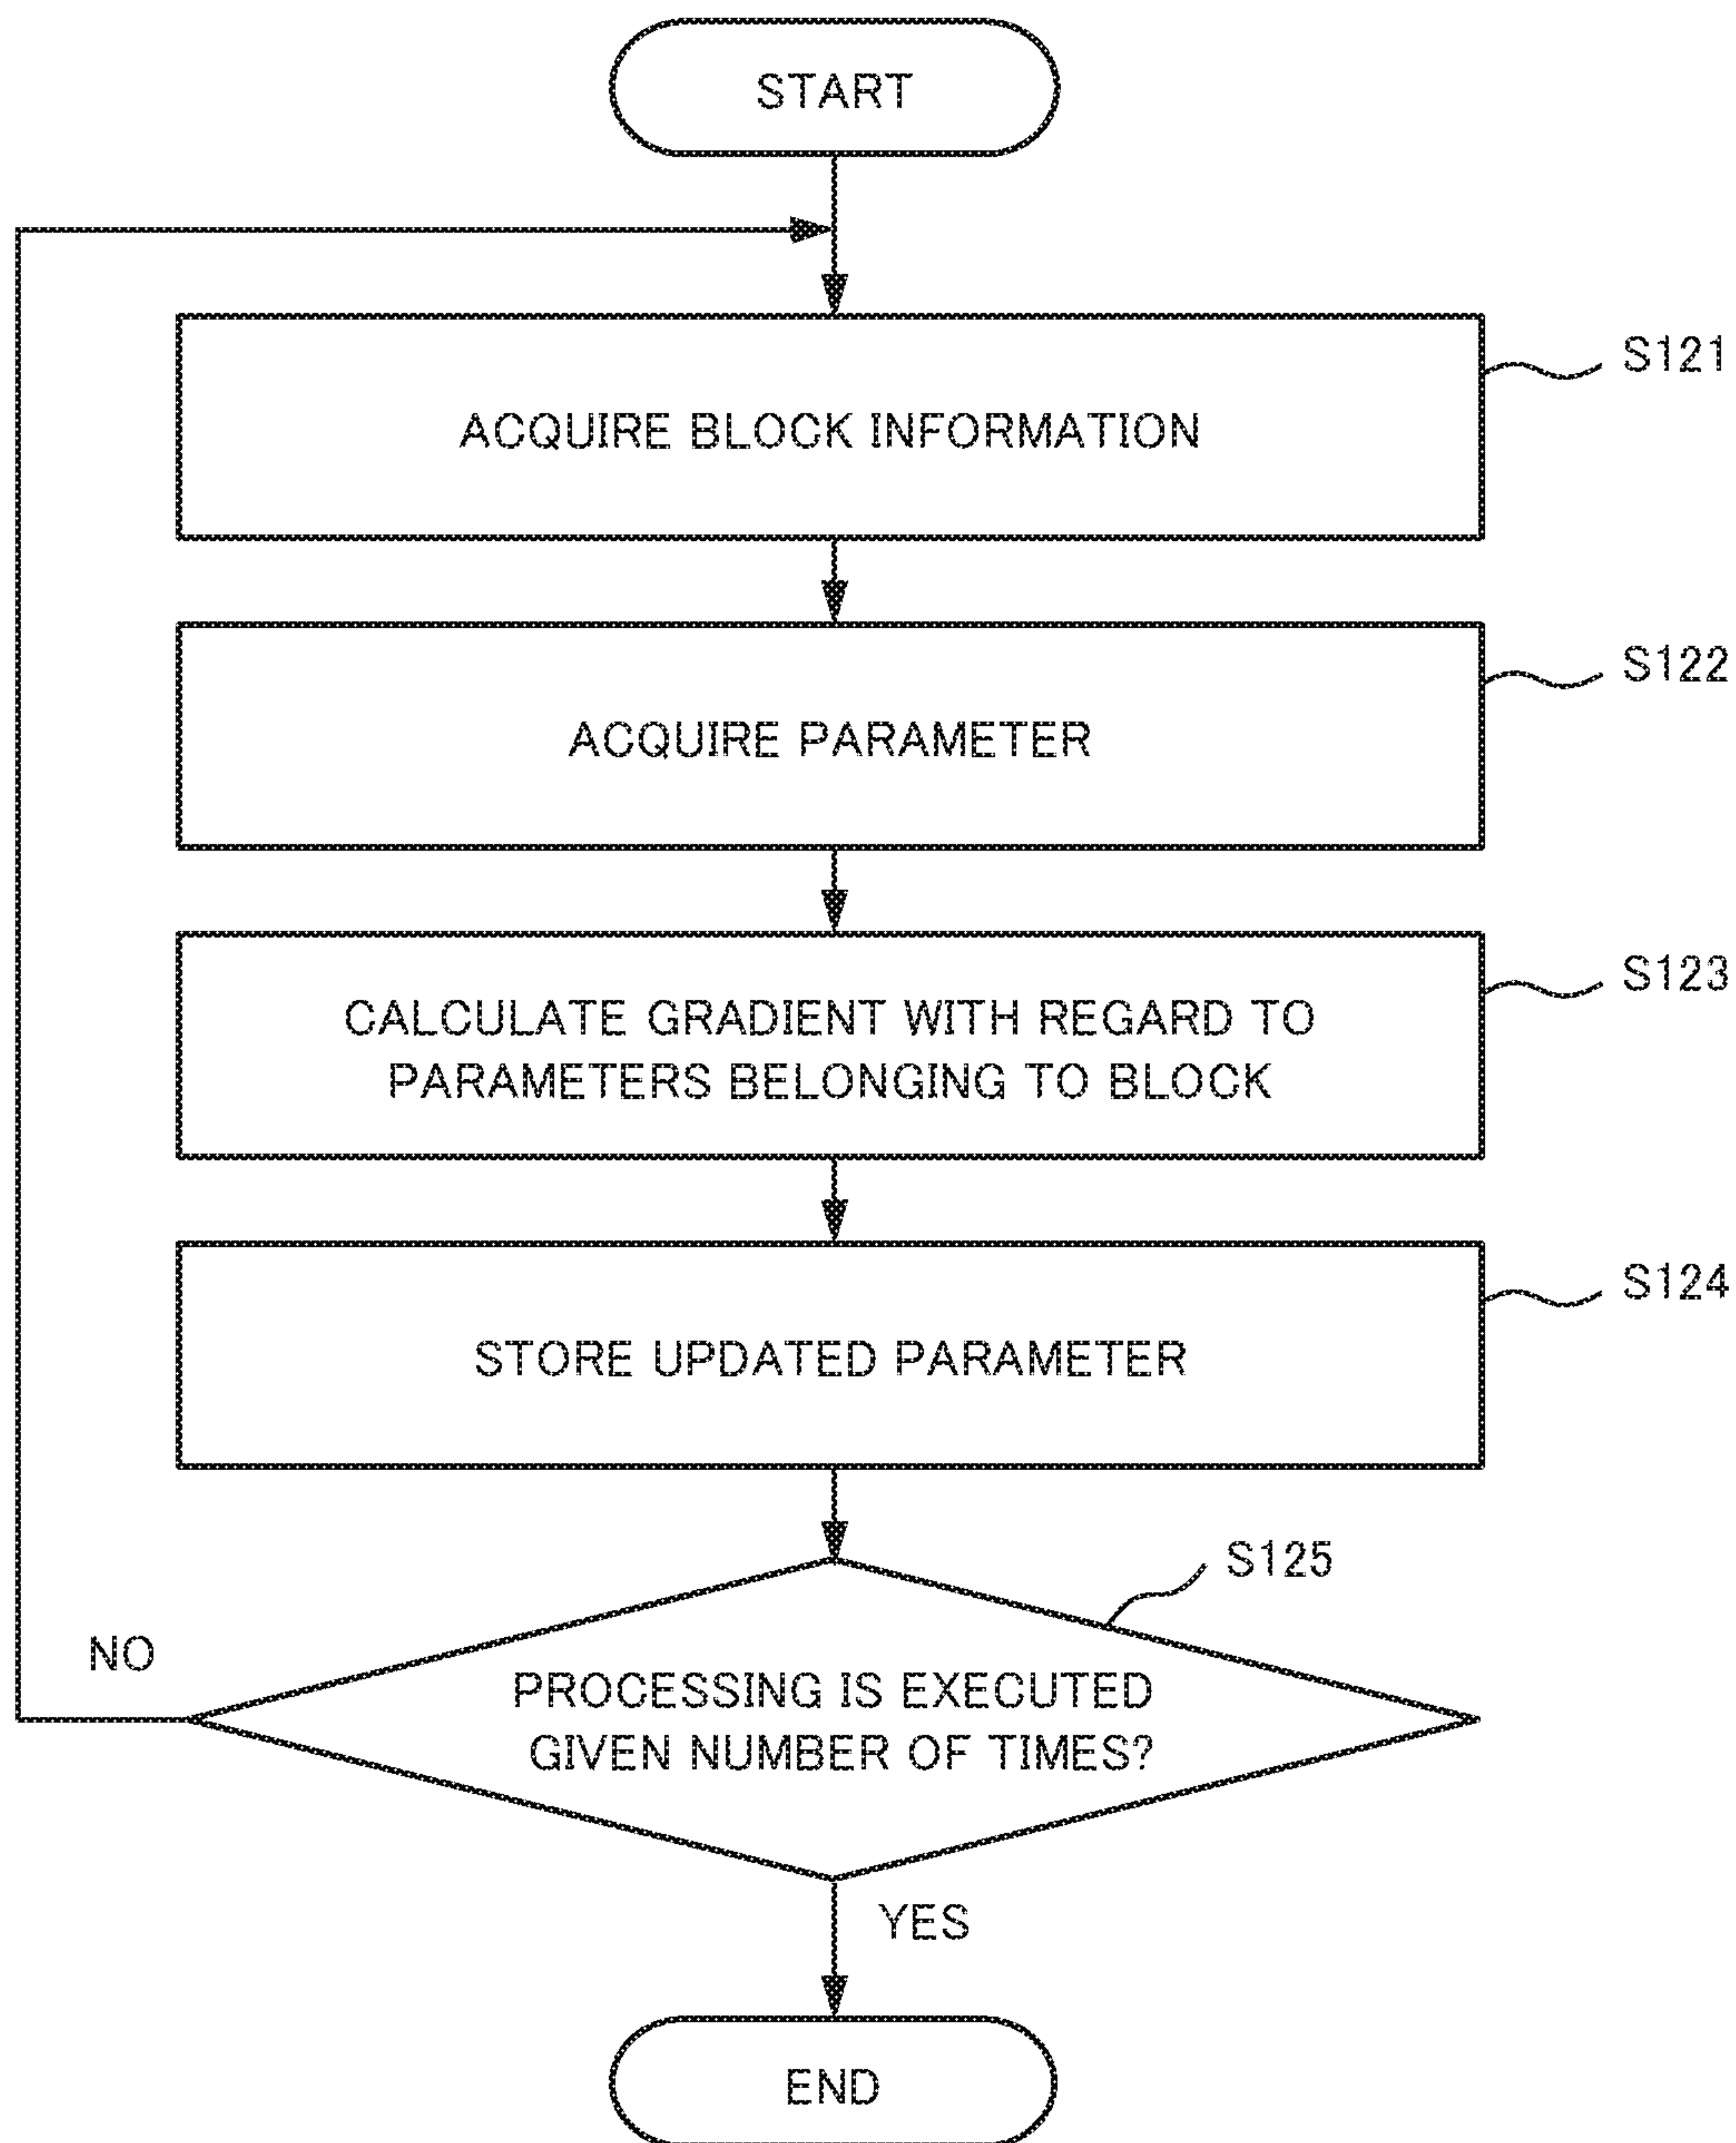 START
ACQUIRE BLOCK INFORMATION
S121
ACQUIRE PARAMETER
S122
CALCULATE GRADIENT WITH REGARD TO
PARAMETERS BELONGING TO BLOCK
S123
STORE UPDATED PARAMETER
S124
S125
PROCESSING IS EXECUTED
GIVEN NUMBER OF TIMES?
NO
YES
END